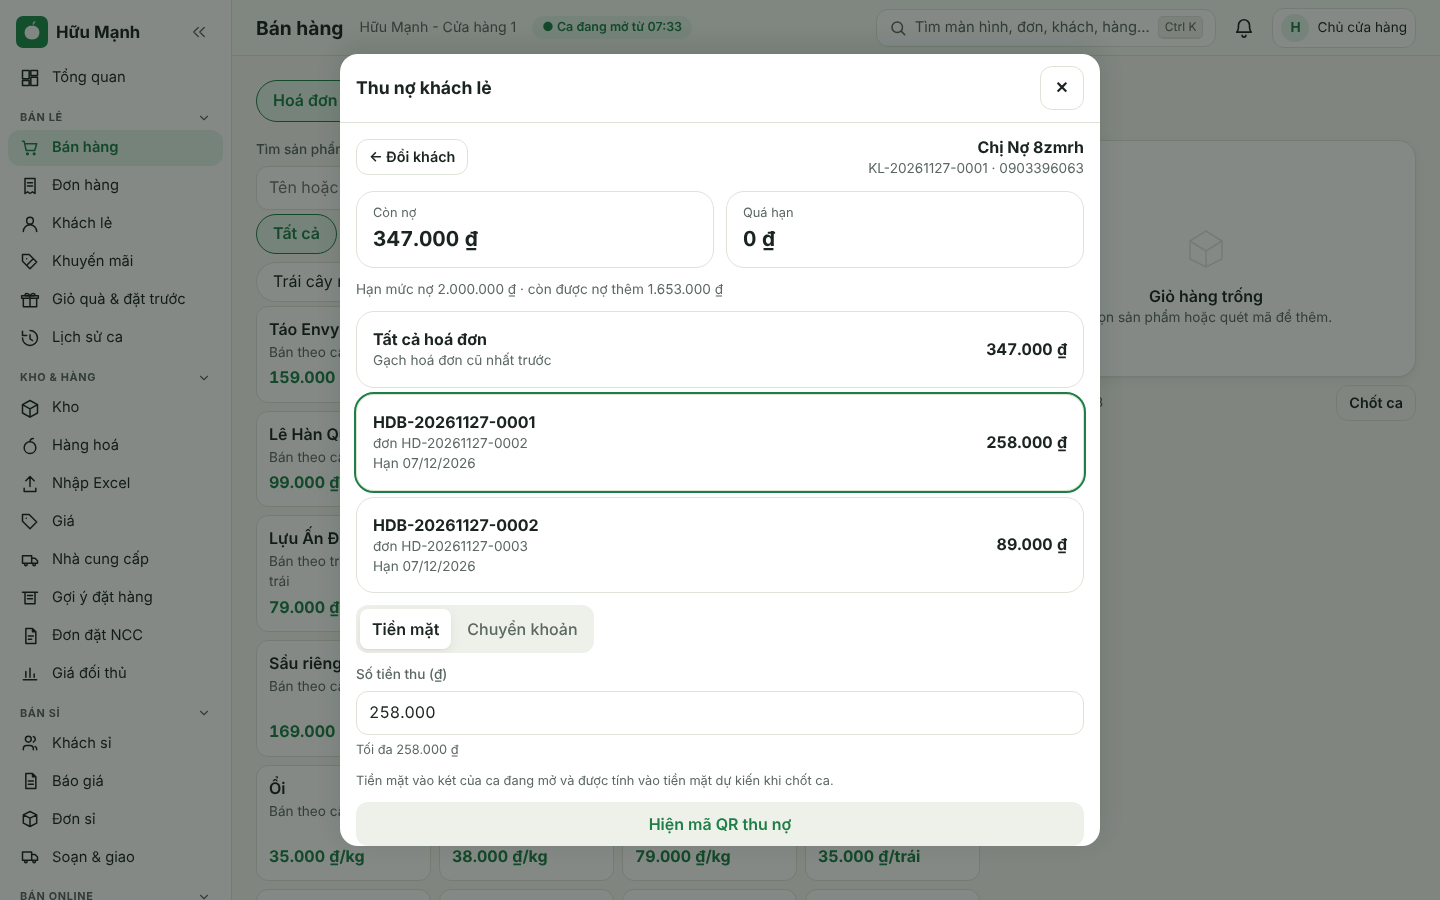 Hữu Mạnh
Tổng quan
BÁN LẺ
Bán hàng
Đơn hàng
Khách lẻ
Khuyến mãi
Giỏ quà & đặt trước
Lịch sử ca
KHO & HÀNG
Kho
Hàng hoá
Nhập Excel
Giá
Nhà cung cấp
Gợi ý đặt hàng
Đơn đặt NCC
Giá đối thủ
BÁN SỈ
Khách sỉ
Báo giá
Đơn sỉ
Soạn & giao
BÁN ONLINE
Bán hàng
Hữu Mạnh - Cửa hàng 1
Ca đang mở từ 07:33
Tìm màn hình, đơn, khách, hàng...
Ctrl K
H
Chủ cửa hàng
Hoá đơn
Tìm sản phẩm
Tên hoặc
Tất cả
Trái cây
Táo Envy
Bán theo
159.000
Lê Hàn
Bán theo
99.000 ₫
Lựu Ấn
Bán theo
trái
79.000 ₫
Sầu riêng
Bán theo
169.000
Ổi
Bán theo
35.000 ₫/kg
38.000 ₫/kg
79.000 ₫/kg
35.000 ₫/trái
Giỏ hàng trống
sản phẩm hoặc quét mã để thêm.
Chốt ca
Thu nợ khách lẻ
← Đổi khách
Chị Nợ 8zmrh
KL-20261127-0001 · 0903396063
Còn nợ
347.000 ₫
Quá hạn
0 ₫
Hạn mức nợ 2.000.000 ₫ · còn được nợ thêm 1.653.000 ₫
Tất cả hoá đơn
Gạch hoá đơn cũ nhất trước
347.000 ₫
HDB-20261127-0001
đơn HD-20261127-0002
Hạn 07/12/2026
258.000 ₫
HDB-20261127-0002
đơn HD-20261127-0003
Hạn 07/12/2026
89.000 ₫
Tiền mặt
Chuyển khoản
Số tiền thu (₫)
258.000
Tối đa 258.000 ₫
Tiền mặt vào két của ca đang mở và được tính vào tiền mặt dự kiến khi chốt ca.
Hiện mã QR thu nợ